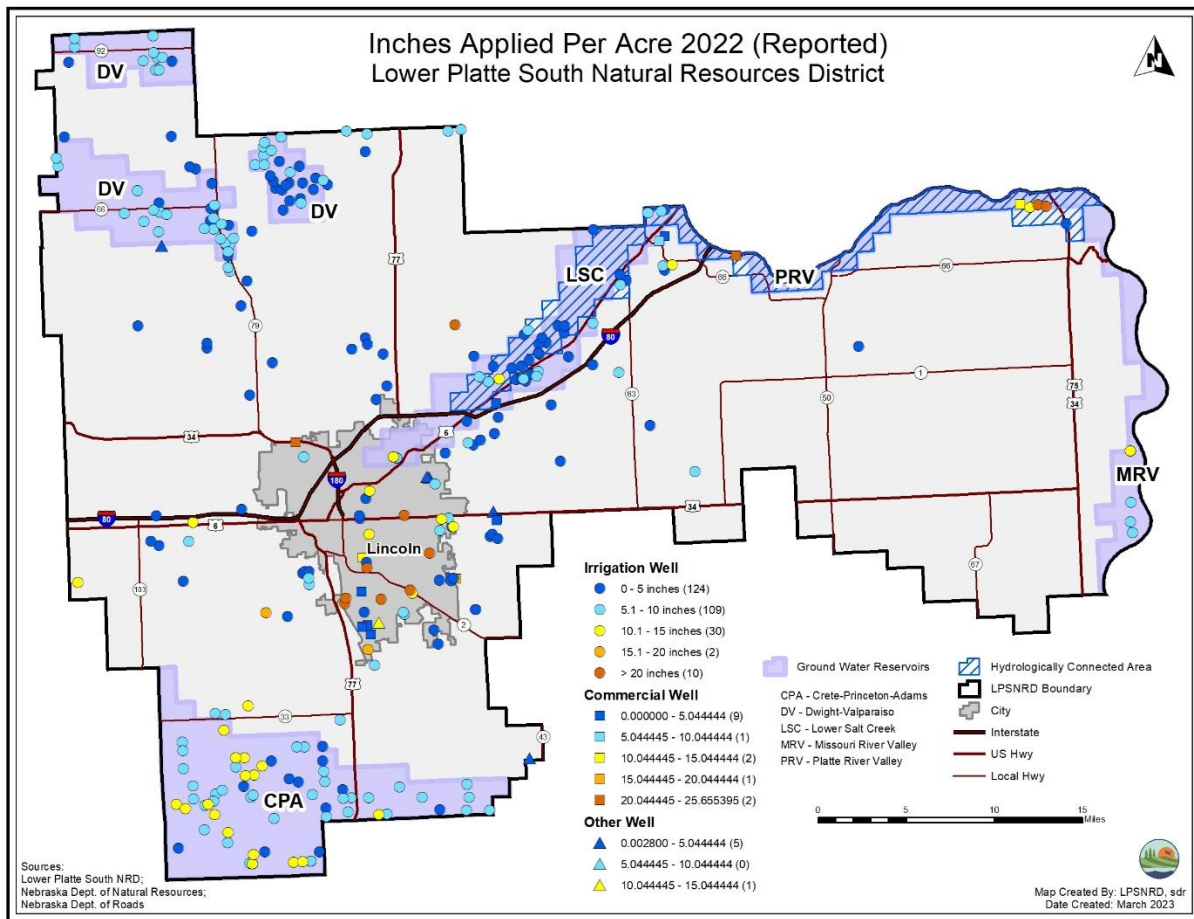 Inches Applied Per Acre 2022 (Reported)
Lower Platte South Natural Resources District
N
92
DV
DV
66
DV
77
79
LSC
PRV
66
66
80
63
1
50
75
34
34
6
180
MRV
80
6
34
Lincoln
103
67
2
77
33
43
CPA
Irrigation Well
0 - 5 inches (124)
5.1 - 10 inches (109)
10.1 - 15 inches (30)
15.1 - 20 inches (2)
> 20 inches (10)
Commercial Well
0.000000 - 5.044444 (9)
5.044445 - 10.044444 (1)
10.044445 - 15.044444 (2)
15.044445 - 20.044444 (1)
20.044445 - 25.655395 (2)
Other Well
0.002800 - 5.044444 (5)
5.044445 - 10.044444 (0)
10.044445 - 15.044444 (1)
Ground Water Reservoirs
CPA - Crete-Princeton-Adams
DV - Dwight-Valparaiso
LSC - Lower Salt Creek
MRV - Missouri River Valley
PRV - Platte River Valley
Hydrologically Connected Area
LPSNRD Boundary
City
Interstate
US Hwy
Local Hwy
0 5 10 15
Miles
Sources:
Lower Platte South NRD;
Nebraska Dept. of Natural Resources;
Nebraska Dept. of Roads
Map Created By: LPSNRD, sdr
Date Created: March 2023